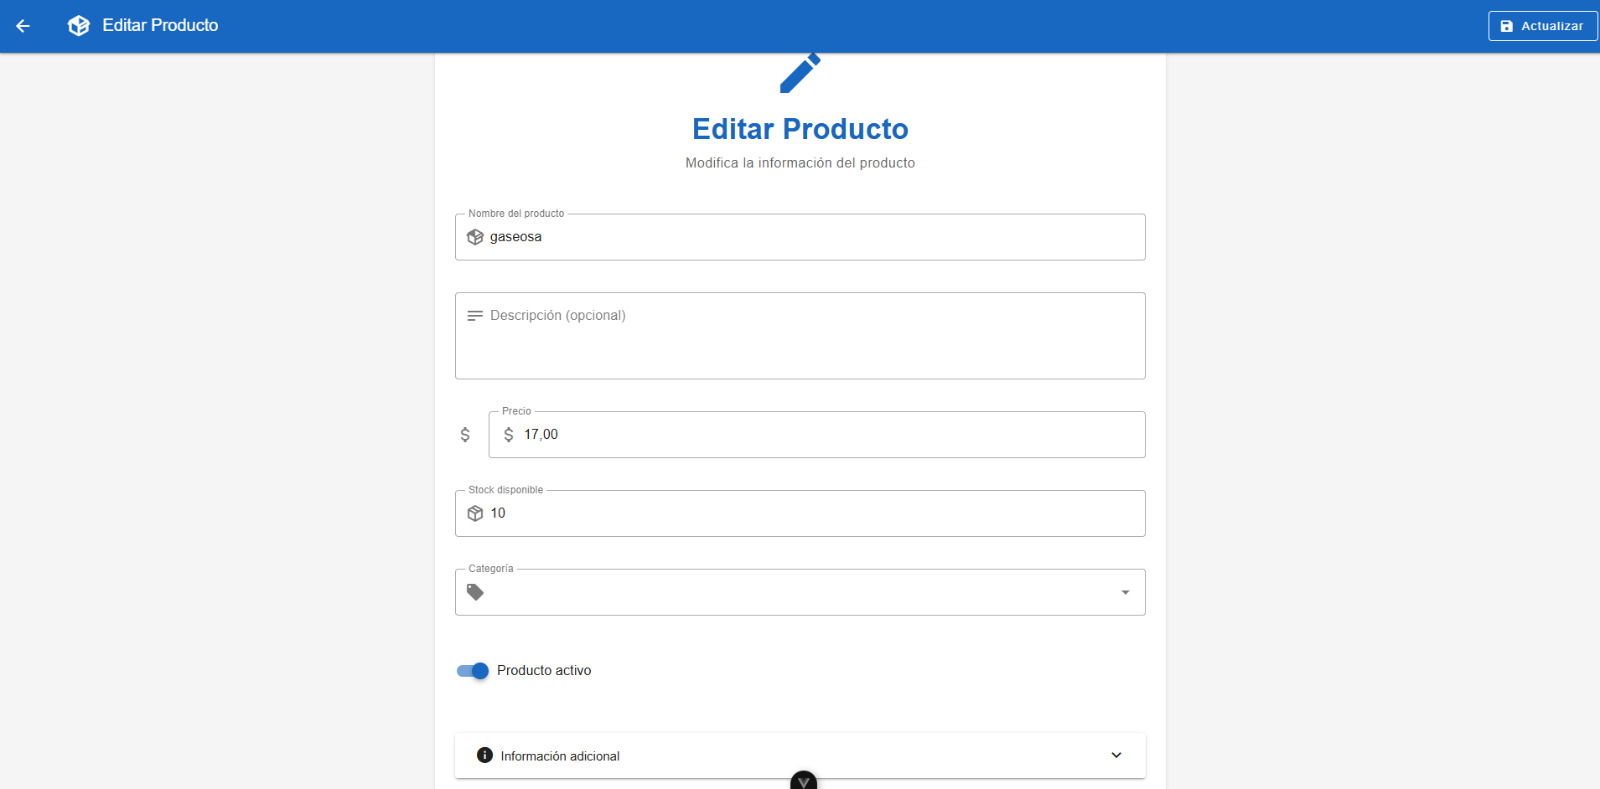 Editar Producto
Actualizar
Editar Producto
Modifica la información del producto
Nombre del producto
gaseosa
Descripción (opcional)
$
Precio
$ 17,00
Stock disponible
10
Categoría
Producto activo
Información adicional